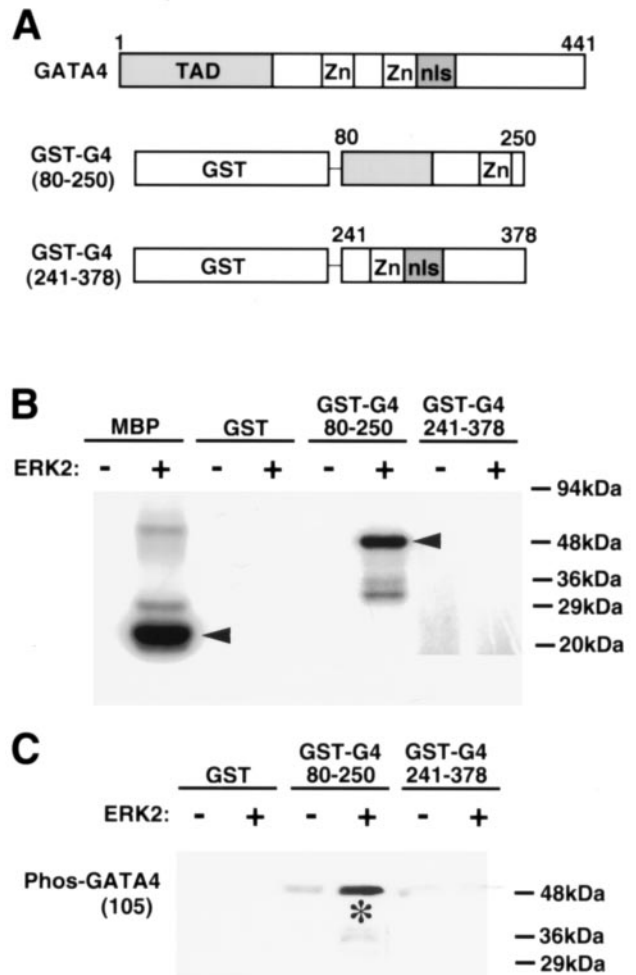 A
1 441
GATA4 TAD Zn Zn nls
80 250
GST-G4
(80-250) GST Zn
241 378
GST-G4
(241-378) GST Zn nls
B
MBP GST GST-G4 80-250 GST-G4 241-378
ERK2: - + - + - + - +
94kDa
48kDa
36kDa
29kDa
20kDa
C
GST GST-G4 80-250 GST-G4 241-378
ERK2: - + - + - +
Phos-GATA4
(105)
*
48kDa
36kDa
29kDa